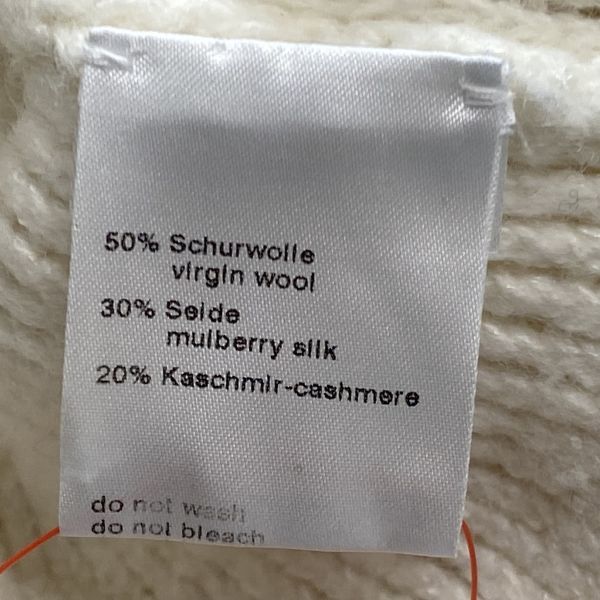 50% Schurwolle
virgin wool
30% Seide
mulberry silk
20% Kaschmir-cashmere
do not wash
do not bleach